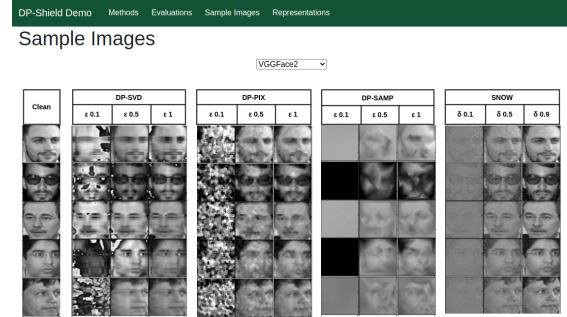 DP-Shield Demo Methods Evaluations Sample Images Representations
Sample Images
VGGFace2
Clean DP-SVD DP-PIX DP-SAMP SNOW
ε 0.1 ε 0.5 ε 1 ε 0.1 ε 0.5 ε 1 ε 0.1 ε 0.5 ε 1 δ 0.1 δ 0.5 δ 0.9